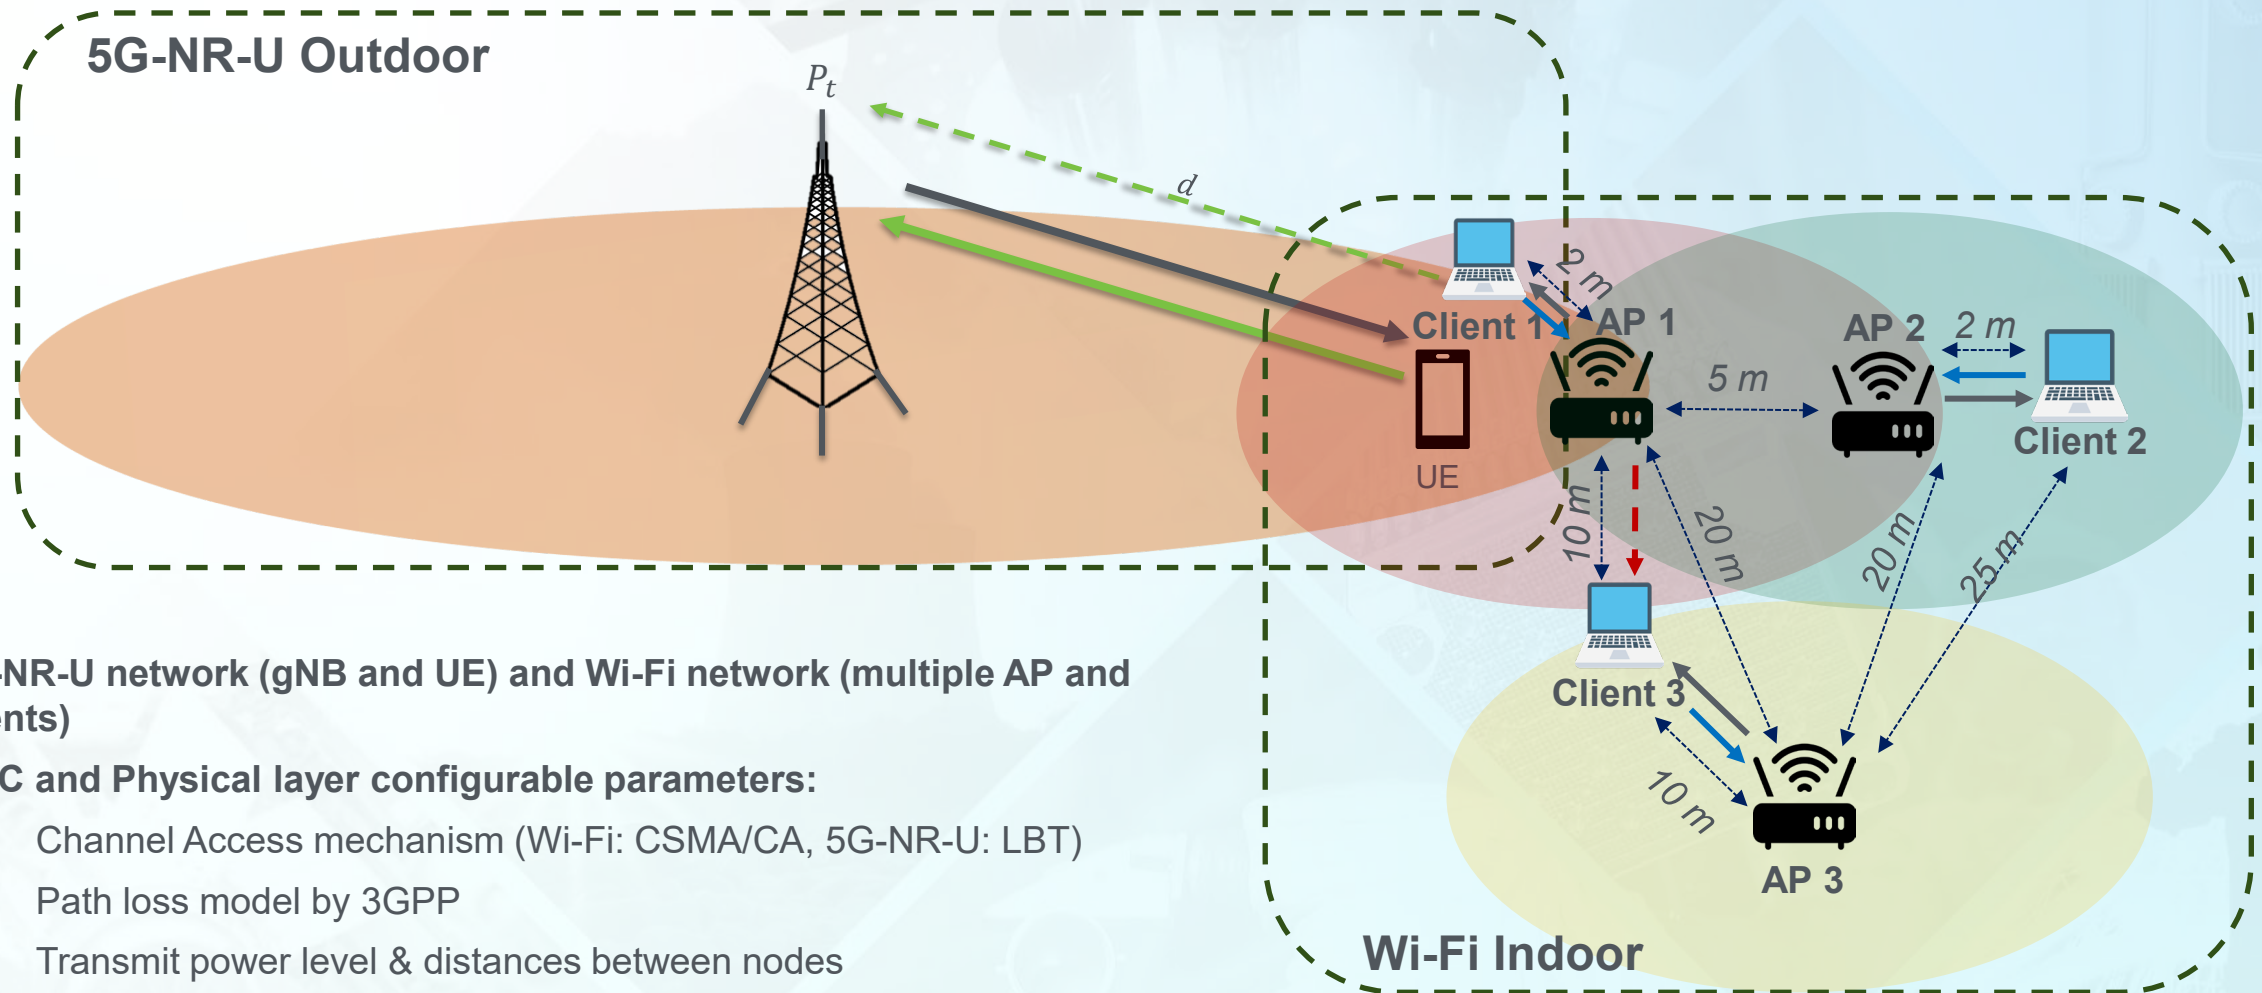 5G-NR-U Outdoor
P_t
d
2 m
Client 1
AP 1
AP 2
2 m
5 m
Client 2
UE
10 m
20 m
20 m
25 m
-NR-U network (gNB and UE) and Wi-Fi network (multiple AP and
ents)
Client 3
C and Physical layer configurable parameters:
10 m
Channel Access mechanism (Wi-Fi: CSMA/CA, 5G-NR-U: LBT)
AP 3
Path loss model by 3GPP
Wi-Fi Indoor
Transmit power level & distances between nodes